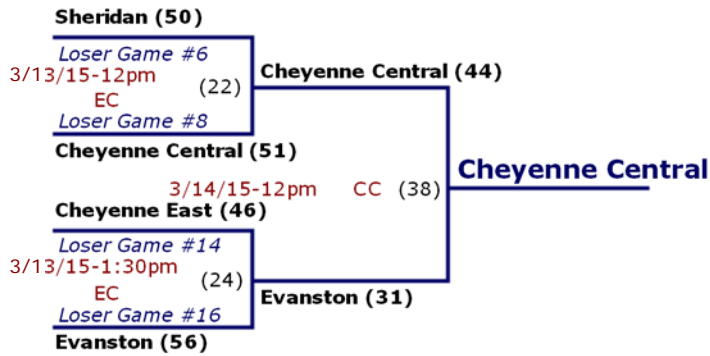 Sheridan (50)
Loser Game #6
3/13/15-12pm
(22)
EC
Cheyenne Central (44)
Loser Game #8
Cheyenne Central (51)
Cheyenne Central
3/14/15-12pm CC (38)
Cheyenne East (46)
Loser Game #14
3/13/15-1:30pm
(24)
EC
Evanston (31)
Loser Game #16
Evanston (56)